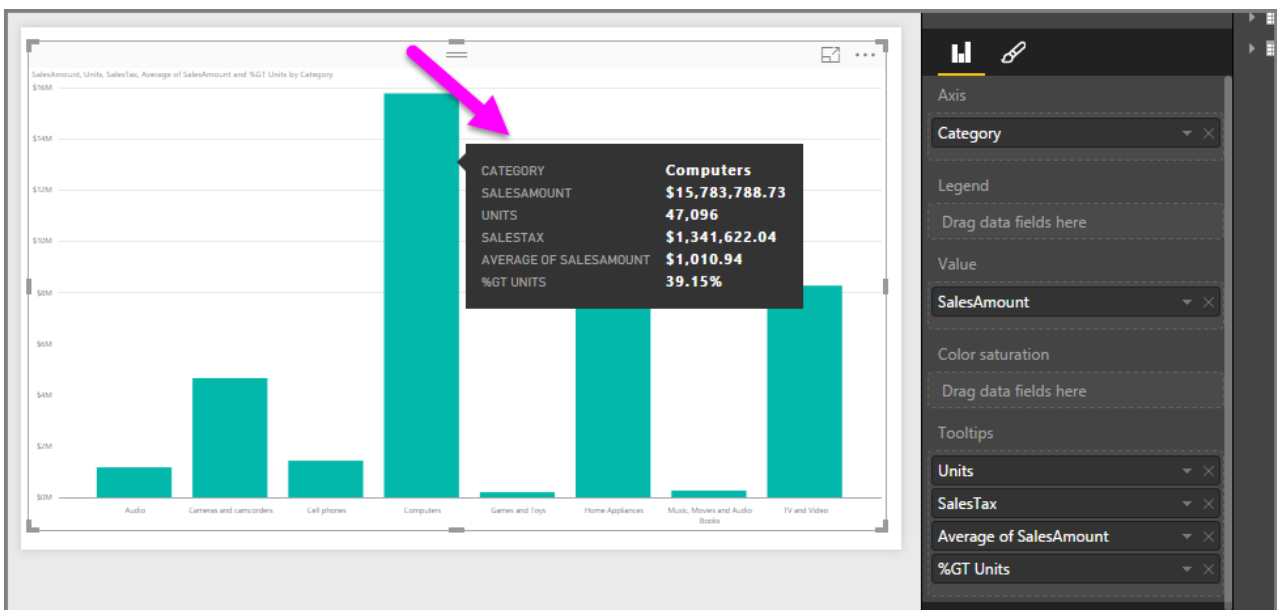 SalesAmount, Units, SalesTax, Average of SalesAmount and %GT Units by Category
$16M
$14M
$12M
$10M
$8M
$6M
$4M
$2M
$0M
Audio
Cameras and camcorders
Cell phones
Computers
Games and Toys
Home Appliances
Music, Movies and Audio
Books
TV and Video
CATEGORY Computers
SALESAMOUNT $15,783,788.73
UNITS 47,096
SALESTAX $1,341,622.04
AVERAGE OF SALESAMOUNT $1,010.94
%GT UNITS 39.15%
Axis
Category
Legend
Drag data fields here
Value
SalesAmount
Color saturation
Drag data fields here
Tooltips
Units
SalesTax
Average of SalesAmount
%GT Units